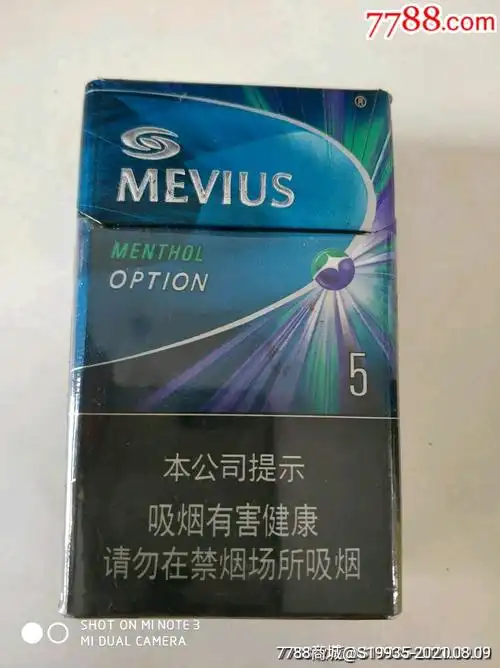 7788.com
®
MEVIUS
MENTHOL
OPTION
5
本公司提示
吸烟有害健康
请勿在禁烟场所吸烟
SHOT ON MI NOTE 3
MI DUAL CAMERA
7788商城@S19935-2021.08.09